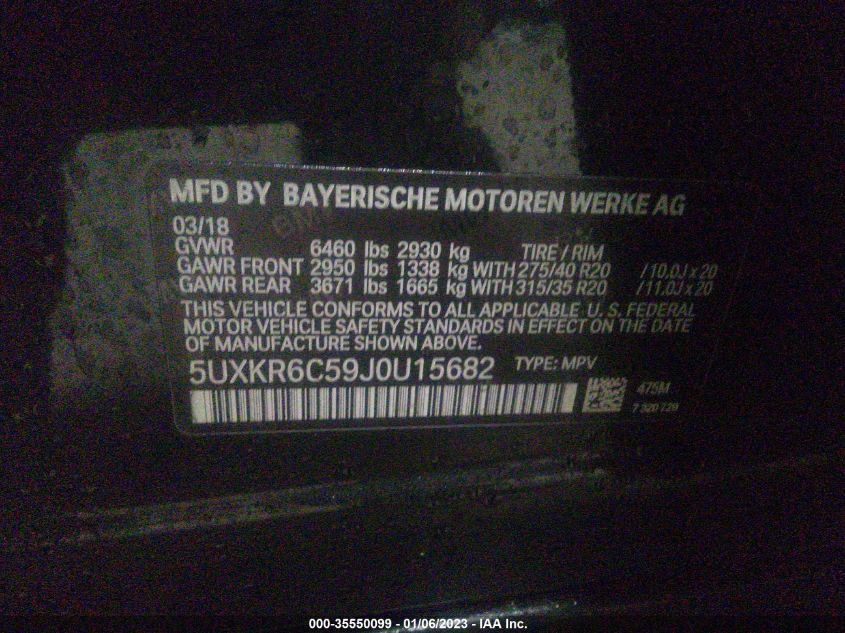 MFD BY BAYERISCHE MOTOREN WERKE AG
03/18
GVWR 6460 lbs 2930 kg TIRE / RIM
GAWR FRONT 2950 lbs 1338 kg WITH 275/40 R20 /10.0J x 20
GAWR REAR 3671 lbs 1665 kg WITH 315/35 R20 /11.0J x 20
THIS VEHICLE CONFORMS TO ALL APPLICABLE U.S. FEDERAL
MOTOR VEHICLE SAFETY STANDARDS IN EFFECT ON THE DATE
OF MANUFACTURE SHOWN ABOVE.
5UXKR6C59J0U15682 TYPE: MPV
475M
7 320 729
000-35550099 - 01/06/2023 - IAA Inc.